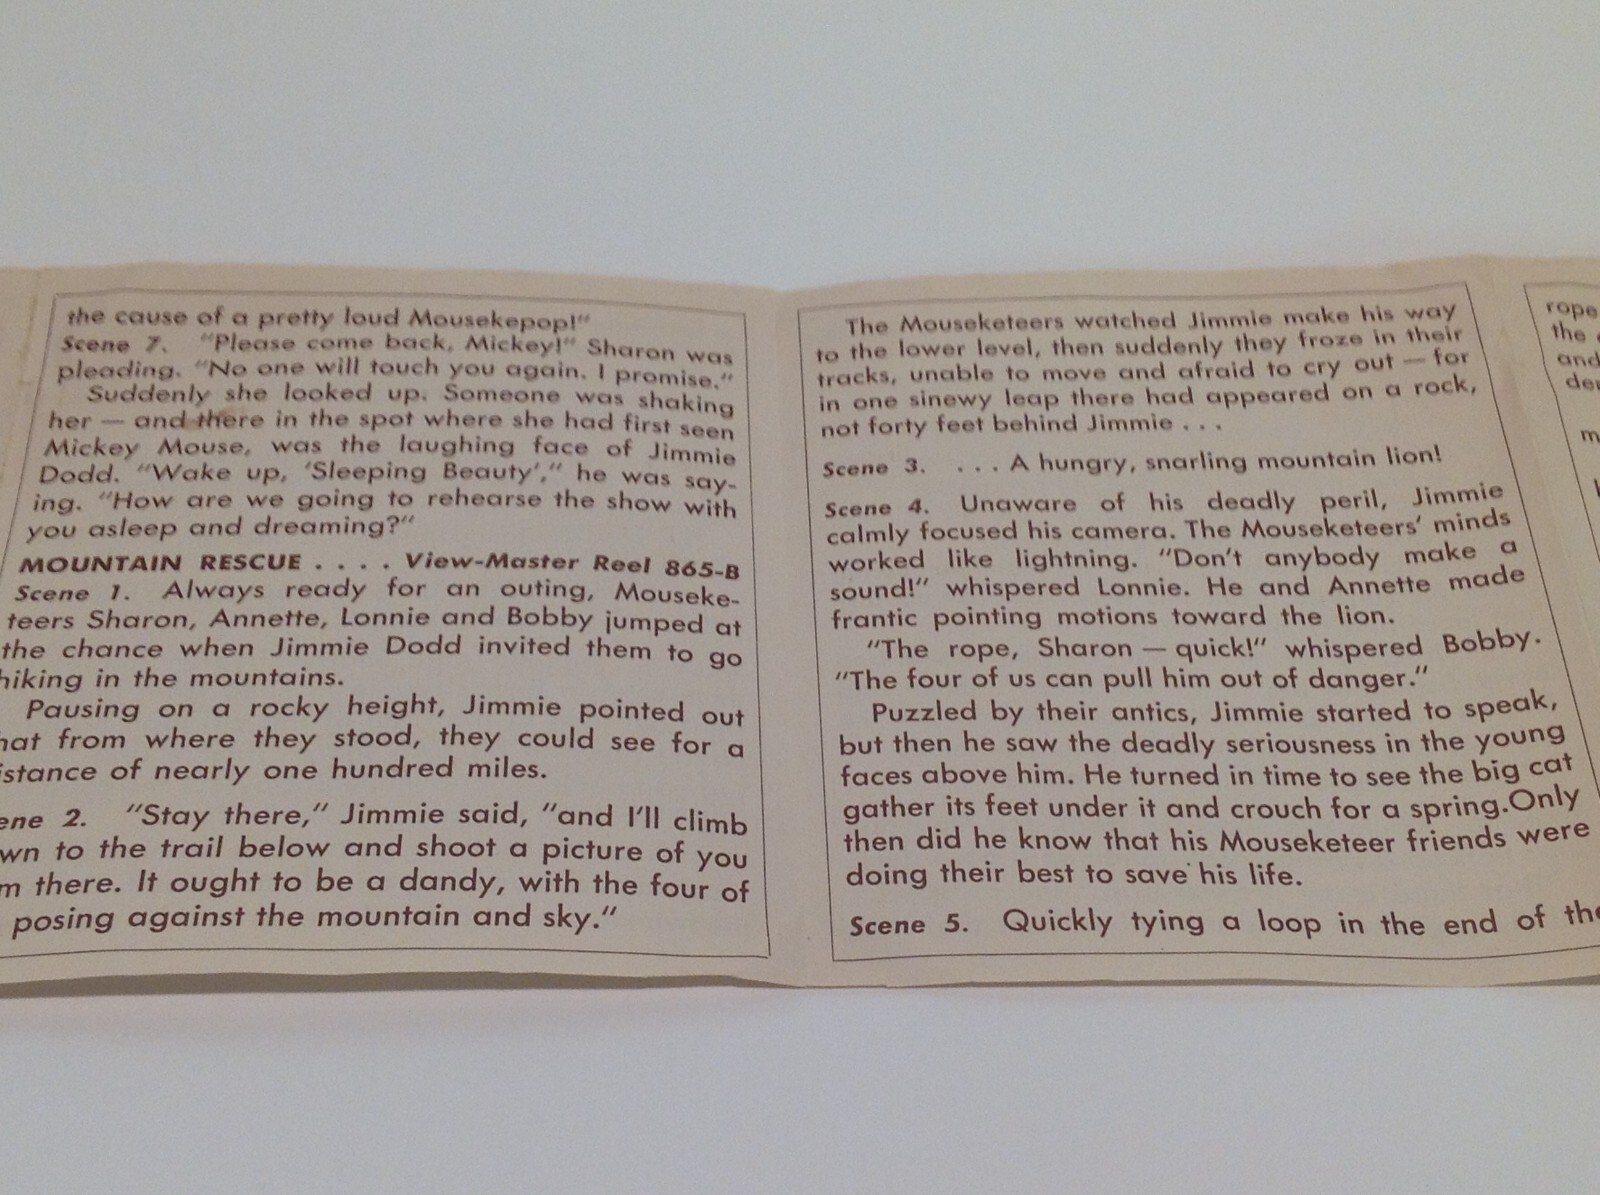 the cause of a pretty loud Mousekepop!"
Scene 7. "Please come back, Mickey!" Sharon was
pleading. "No one will touch you again. I promise."
Suddenly she looked up. Someone was shaking
her — and there in the spot where she had first seen
Mickey Mouse, was the laughing face of Jimmie
Dodd. "Wake up, 'Sleeping Beauty'," he was say-
ing. "How are we going to rehearse the show with
you asleep and dreaming?"
MOUNTAIN RESCUE . . . . View-Master Reel 865-B
Scene 1. Always ready for an outing, Mouseke-
teers Sharon, Annette, Lonnie and Bobby jumped at
the chance when Jimmie Dodd invited them to go
hiking in the mountains.
Pausing on a rocky height, Jimmie pointed out
hat from where they stood, they could see for a
istance of nearly one hundred miles.
ene 2. "Stay there," Jimmie said, "and I'll climb
wn to the trail below and shoot a picture of you
m there. It ought to be a dandy, with the four of
posing against the mountain and sky."
The Mouseketeers watched Jimmie make his way
to the lower level, then suddenly they froze in their
tracks, unable to move and afraid to cry out — for
in one sinewy leap there had appeared on a rock,
not forty feet behind Jimmie . . .
Scene 3. . . . A hungry, snarling mountain lion!
Scene 4. Unaware of his deadly peril, Jimmie
calmly focused his camera. The Mouseketeers' minds
worked like lightning. "Don't anybody make a
sound!" whispered Lonnie. He and Annette made
frantic pointing motions toward the lion.
"The rope, Sharon — quick!" whispered Bobby.
"The four of us can pull him out of danger."
Puzzled by their antics, Jimmie started to speak,
but then he saw the deadly seriousness in the young
faces above him. He turned in time to see the big cat
gather its feet under it and crouch for a spring.Only
then did he know that his Mouseketeer friends were
doing their best to save his life.
Scene 5. Quickly tying a loop in the end of the
rope
the
and